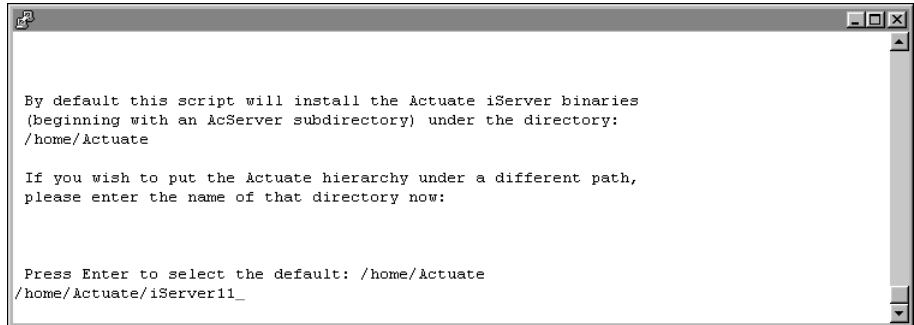 By default this script will install the Actuate iServer binaries
(beginning with an AcServer subdirectory) under the directory:
/home/Actuate
If you wish to put the Actuate hierarchy under a different path,
please enter the name of that directory now:
Press Enter to select the default: /home/Actuate
/home/Actuate/iServer11_